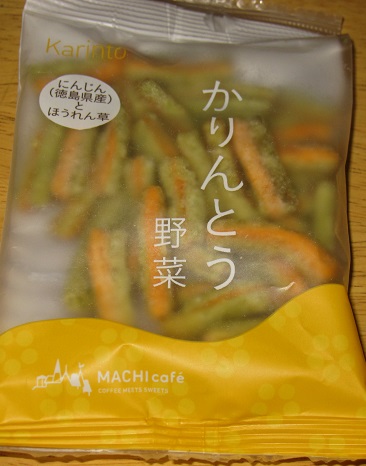 Karinto
にんじん
(徳島県産)
と
ほうれん草
かりんとう
野菜
MACHI café
COFFEE MEETS SWEETS